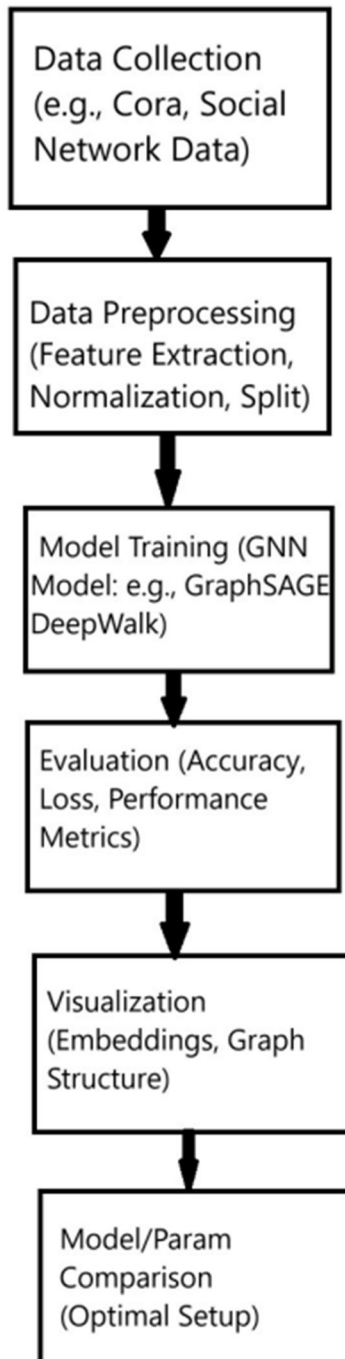 Data Collection
(e.g., Cora, Social
Network Data)
Data Preprocessing
(Feature Extraction,
Normalization, Split)
Model Training (GNN
Model: e.g., GraphSAGE
DeepWalk)
Evaluation (Accuracy,
Loss, Performance
Metrics)
Visualization
(Embeddings, Graph
Structure)
Model/Param
Comparison
(Optimal Setup)